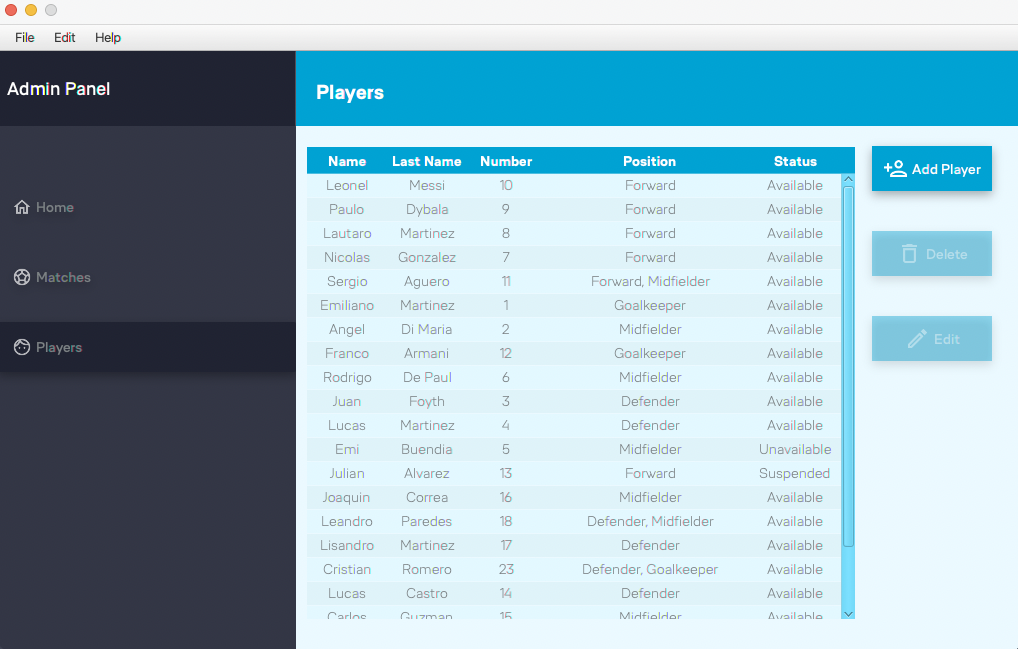 File Edit Help
Admin Panel
Players
Home
Matches
Players
Name Last Name Number Position Status
Leonel Messi 10 Forward Available
Paulo Dybala 9 Forward Available
Lautaro Martinez 8 Forward Available
Nicolas Gonzalez 7 Forward Available
Sergio Aguero 11 Forward, Midfielder Available
Emiliano Martinez 1 Goalkeeper Available
Angel Di Maria 2 Midfielder Available
Franco Armani 12 Goalkeeper Available
Rodrigo De Paul 6 Midfielder Available
Juan Foyth 3 Defender Available
Lucas Martinez 4 Defender Available
Emi Buendia 5 Midfielder Unavailable
Julian Alvarez 13 Forward Suspended
Joaquin Correa 16 Midfielder Available
Leandro Paredes 18 Defender, Midfielder Available
Lisandro Martinez 17 Defender Available
Cristian Romero 23 Defender, Goalkeeper Available
Lucas Castro 14 Defender Available
Carlos Guzman 15 Midfielder Available
Add Player
Delete
Edit